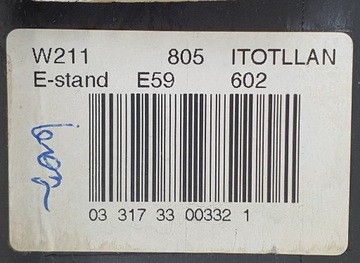 W211 805 ITOTLLAN
E-stand E59 602
03 317 33 00332 1